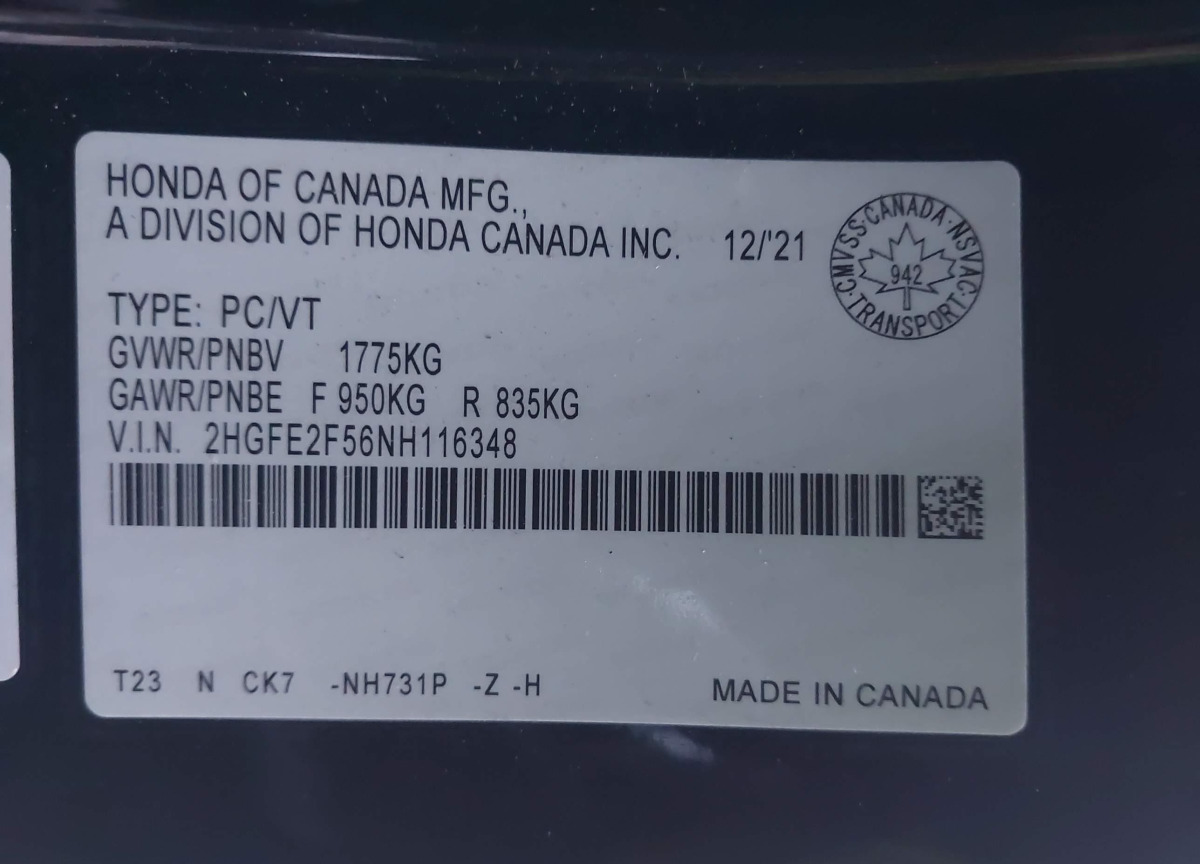 HONDA OF CANADA MFG.,
A DIVISION OF HONDA CANADA INC. 12/'21
CMVSS·CANADA·NSVAC·TRANSPORT·
942
TYPE: PC/VT
GVWR/PNBV 1775KG
GAWR/PNBE F 950KG R 835KG
V.I.N. 2HGFE2F56NH116348
T23 N CK7 -NH731P -Z -H MADE IN CANADA